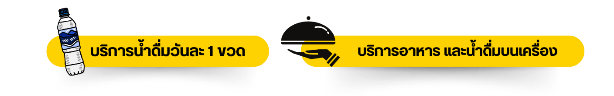 บริการน้ำดื่มวันละ 1 ขวด
บริการอาหาร และน้ำดื่มบนเครื่อง